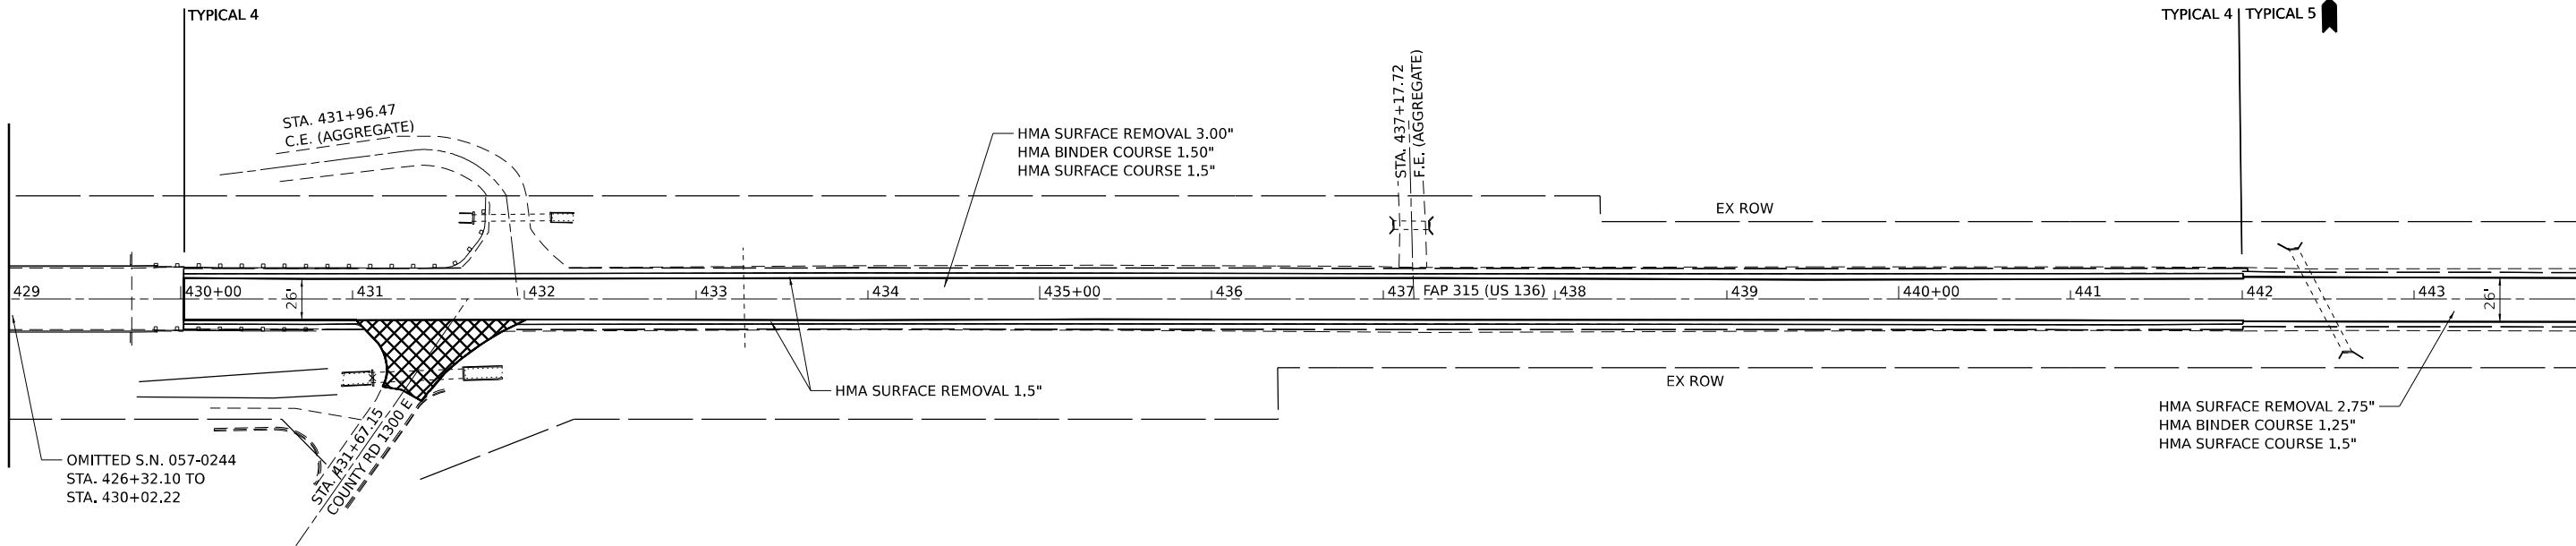 TYPICAL 4
TYPICAL 4
TYPICAL 5
STA. 431+96.47
C.E. (AGGREGATE)
HMA SURFACE REMOVAL 3.00"
HMA BINDER COURSE 1.50"
HMA SURFACE COURSE 1.5"
STA. 437+17.72
F.E. (AGGREGATE)
EX ROW
429
430+00
26'
431
432
433
434
435+00
436
437
FAP 315 (US 136)
438
439
440+00
441
442
443
26'
EX ROW
HMA SURFACE REMOVAL 1.5"
HMA SURFACE REMOVAL 2.75"
HMA BINDER COURSE 1.25"
HMA SURFACE COURSE 1.5"
STA. 431+67.15
COUNTY RD 1300 E
OMITTED S.N. 057-0244
STA. 426+32.10 TO
STA. 430+02.22